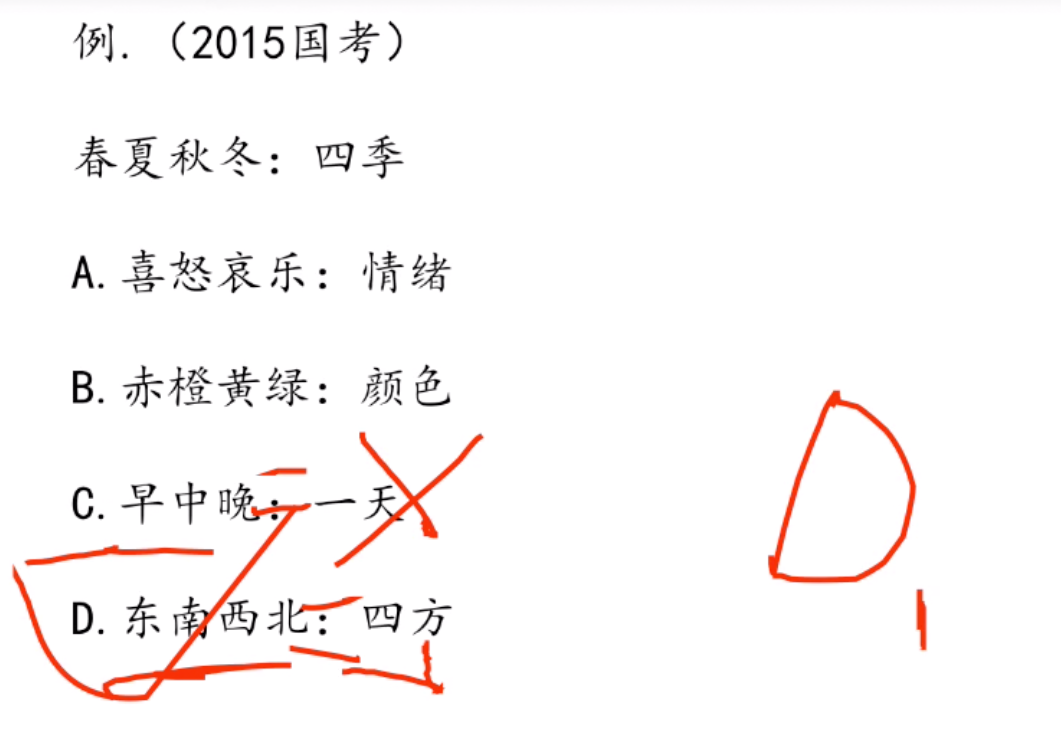 例.（2015国考）
春夏秋冬：四季
A.喜怒哀乐：情绪
B.赤橙黄绿：颜色
C.早中晚：一天
D.东南西北：四方
D